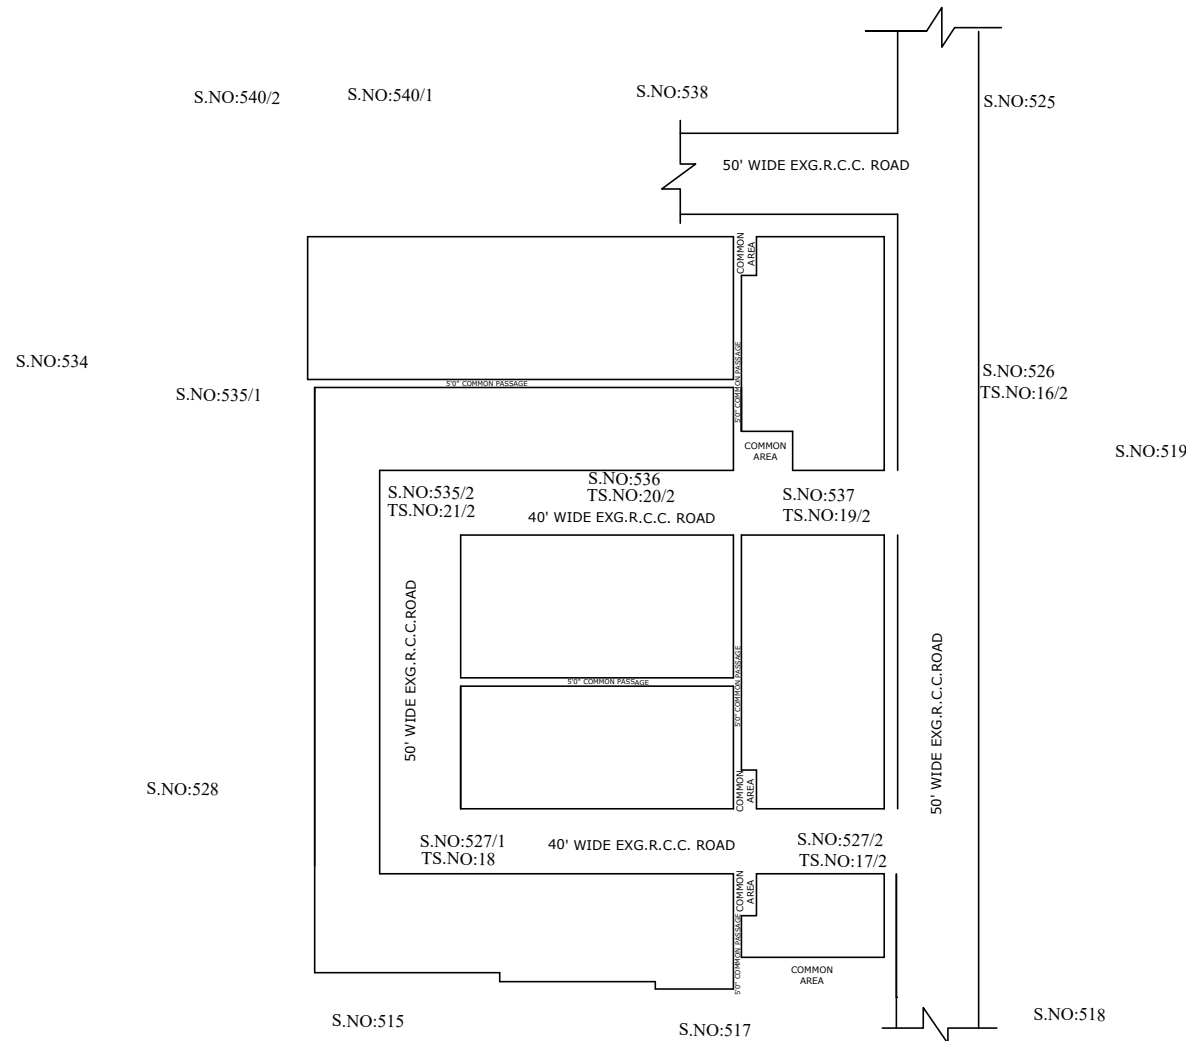 S.NO:540/2
S.NO:540/1
S.NO:538
S.NO:525
50' WIDE EXG.R.C.C. ROAD
COMMON
AREA
S.NO:534
S.NO:535/1
5'0" COMMON PASSAGE
5'0" COMMON PASSAGE
S.NO:526
TS.NO:16/2
S.NO:519
COMMON
AREA
S.NO:535/2
TS.NO:21/2
S.NO:536
TS.NO:20/2
40' WIDE EXG.R.C.C. ROAD
S.NO:537
TS.NO:19/2
50' WIDE EXG.R.C.C.ROAD
5'0" COMMON PASSAGE
5'0" COMMON PASSAGE
50' WIDE EXG.R.C.C.ROAD
S.NO:528
COMMON
AREA
S.NO:527/1
TS.NO:18
40' WIDE EXG.R.C.C. ROAD
S.NO:527/2
TS.NO:17/2
COMMON
AREA
5'0" COMMON PASSAGE
COMMON
AREA
S.NO:515
S.NO:517
S.NO:518